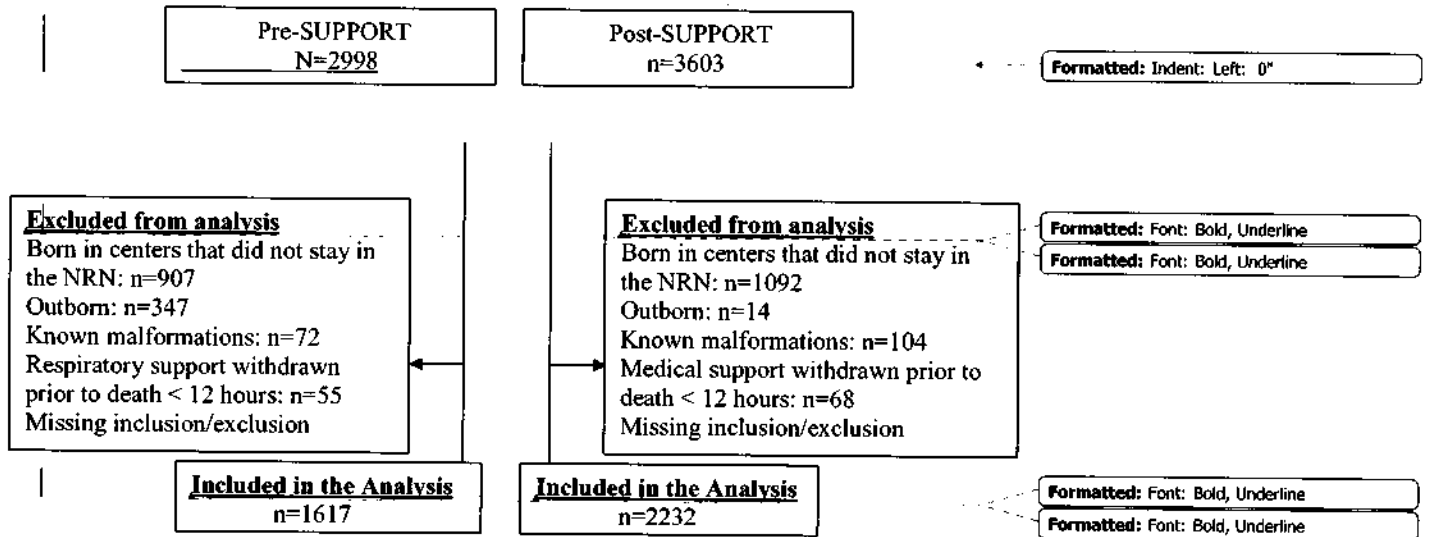 Pre-SUPPORT
N=2998
Post-SUPPORT
n=3603
Formatted: Indent: Left: 0"
Excluded from analysis
Born in centers that did not stay in
the NRN: n=907
Outborn: n=347
Known malformations: n=72
Respiratory support withdrawn
prior to death < 12 hours: n=55
Missing inclusion/exclusion
Excluded from analysis
Born in centers that did not stay in
the NRN: n=1092
Outborn: n=14
Known malformations: n=104
Medical support withdrawn prior to
death < 12 hours: n=68
Missing inclusion/exclusion
Formatted: Font: Bold, Underline
Formatted: Font: Bold, Underline
Included in the Analysis
n=1617
Included in the Analysis
n=2232
Formatted: Font: Bold, Underline
Formatted: Font: Bold, Underline